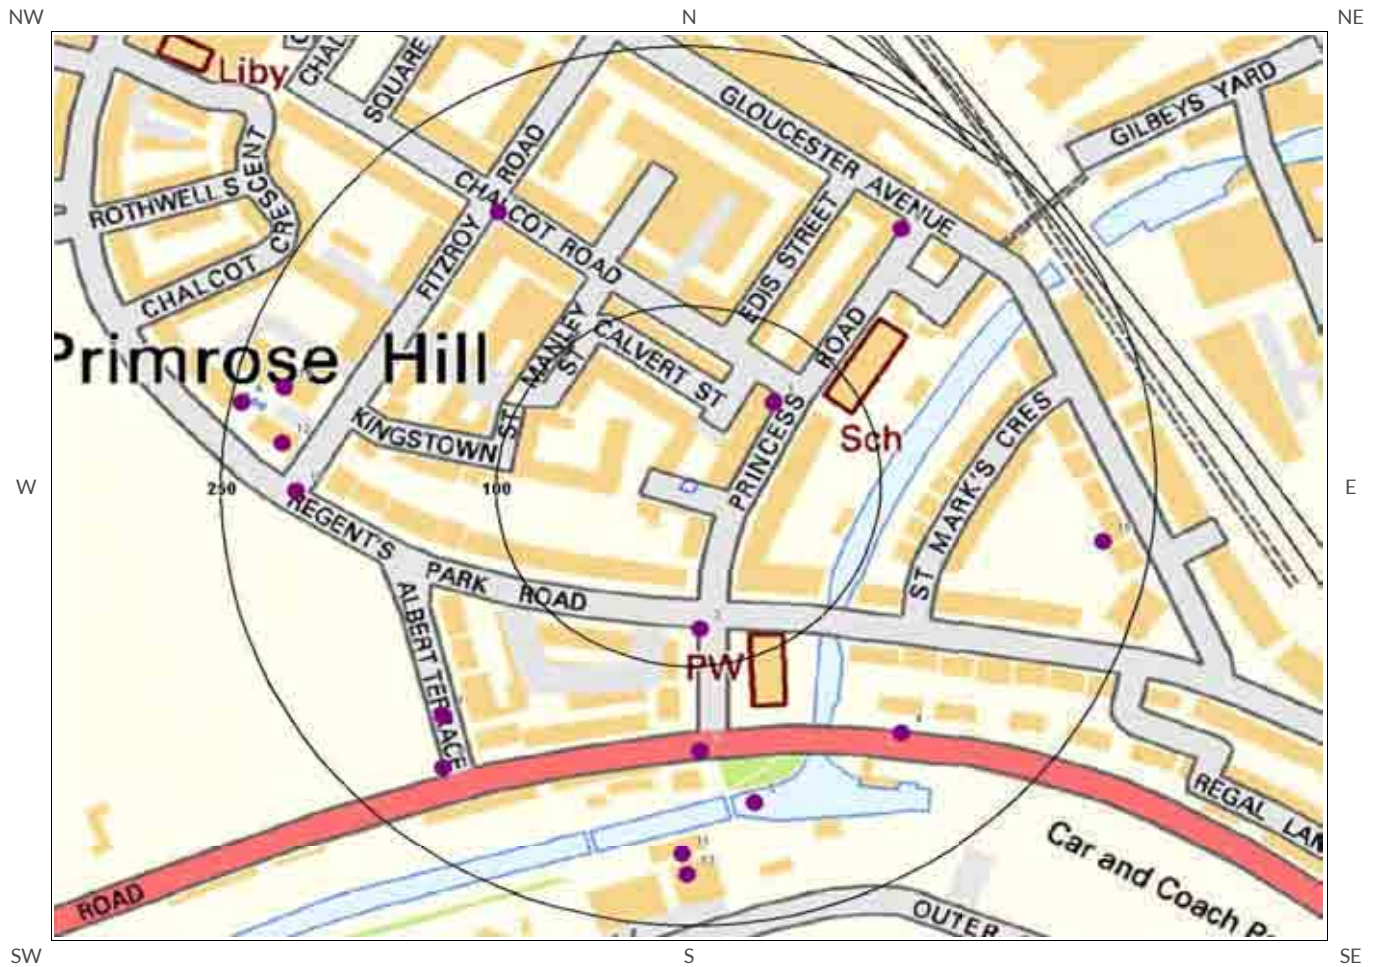 NW
N
NE
Liby
CHAL
SQUARE
GLOUCESTER AVENUE
GILBEYS YARD
ROTHWELL S
CRESCENT
CHALCOT CRESCENT
FITZROY ROAD
CHALCOT ROAD
EDIS STREET
MANLEY ST
CALVERT ST
PRINCESS ROAD
Primrose Hill
KINGSTOWN ST
Sch
ST MARK'S CRES
W
250
100
E
REGENT'S PARK ROAD
ALBERT TERRACE
PW
REGAL LAN
Car and Coach P
ROAD
OUTER
SW
S
SE